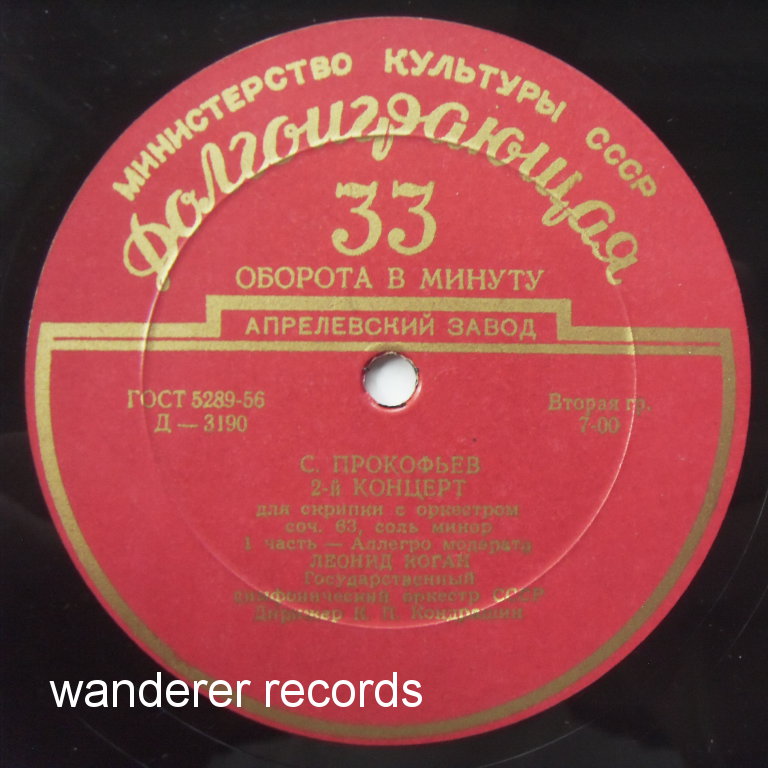 МИНИСТЕРСТВО КУЛЬТУРЫ СССР
Долгоиграющая
33
ОБОРОТА В МИНУТУ
АПРЕЛЕВСКИЙ ЗАВОД
ГОСТ 5289-56
Д — 3190
Вторая гр.
7-00
С. ПРОКОФЬЕВ
2-й КОНЦЕРТ
для скрипки с оркестром
соч. 63, соль минор
1 часть — Аллегро модерато
ЛЕОНИД КОГАН
Государственный
симфонический оркестр СССР
Дирижер К. П. Кондрашин
wanderer records